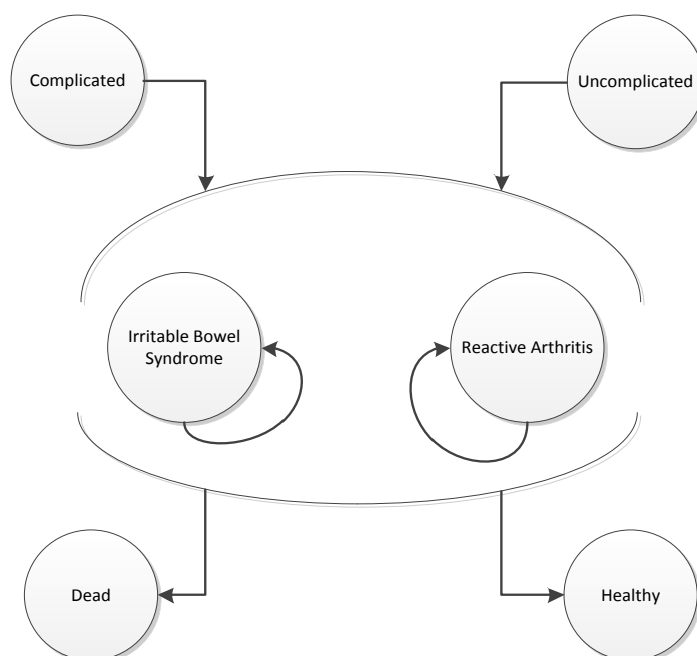 Complicated
Uncomplicated
Irritable Bowel
Syndrome
Reactive Arthritis
Dead
Healthy